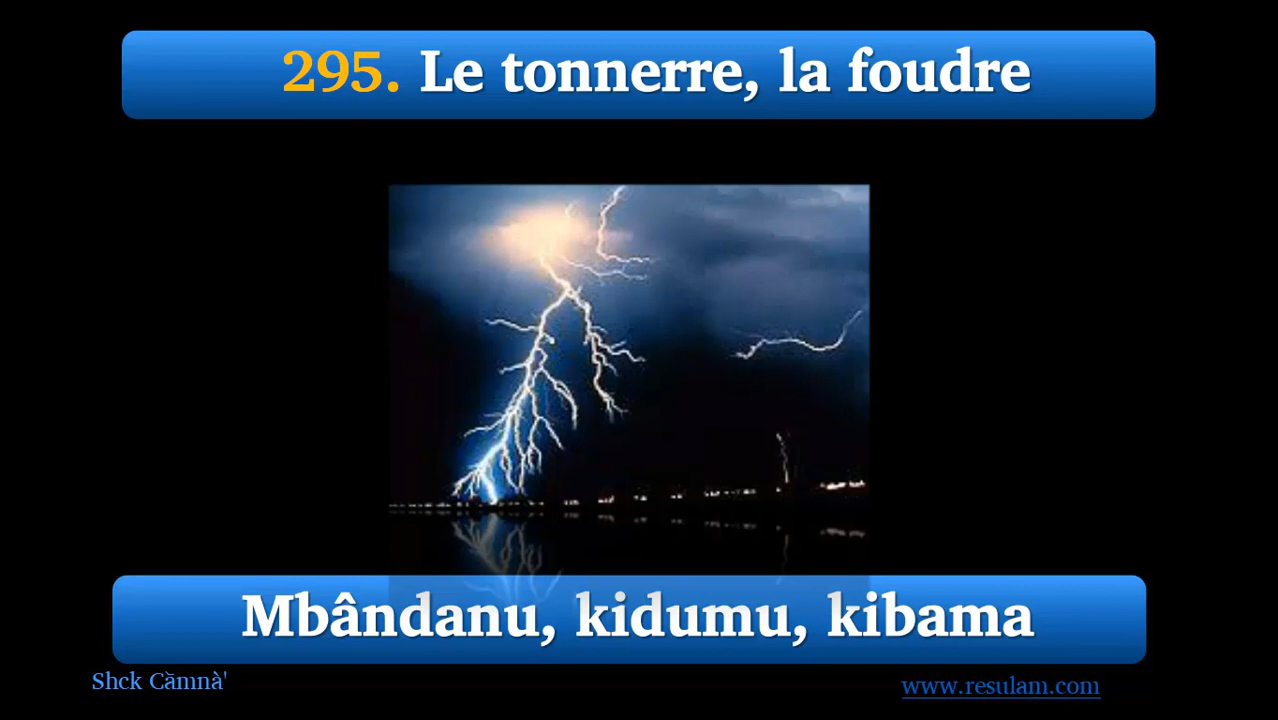 295. Le tonnerre, la foudre
Mbândanu, kidumu, kibama
Shck Cǎmnà'
www.resulam.com